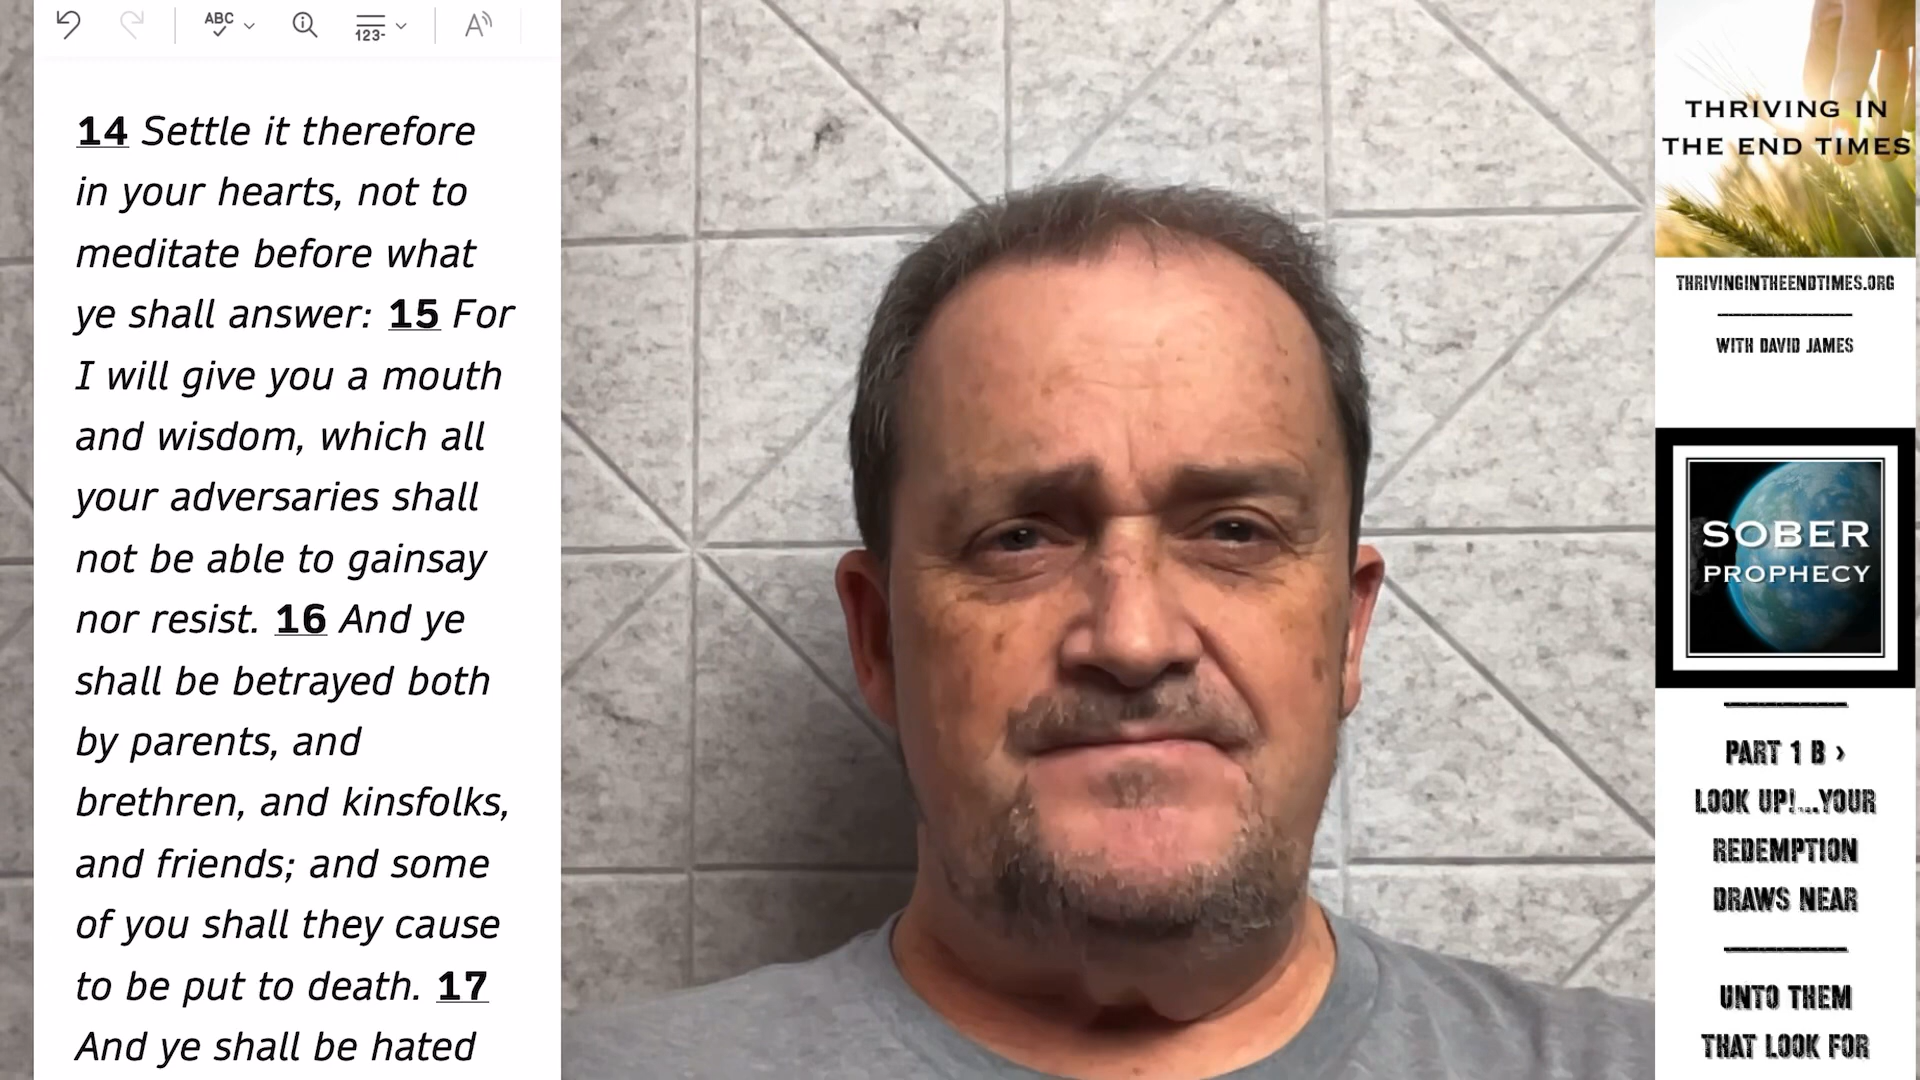 ABC
123-
A
14 Settle it therefore
in your hearts, not to
meditate before what
ye shall answer: 15 For
I will give you a mouth
and wisdom, which all
your adversaries shall
not be able to gainsay
nor resist. 16 And ye
shall be betrayed both
by parents, and
brethren, and kinsfolks,
and friends; and some
of you shall they cause
to be put to death. 17
And ye shall be hated
THRIVING IN
THE END TIMES
THRIVINGINTHEENDTIMES.ORG
WITH DAVID JAMES
SOBER
PROPHECY
PART 1 B >
LOOK UP!...YOUR
REDEMPTION
DRAWS NEAR
UNTO THEM
THAT LOOK FOR